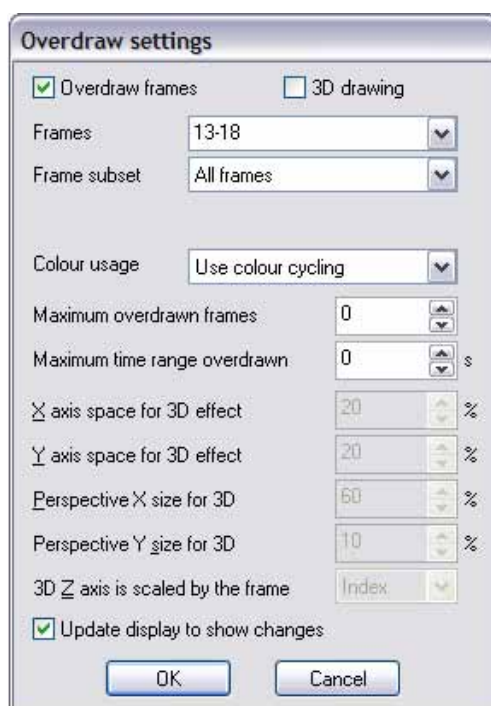 Overdraw settings
Overdraw frames 3D drawing
Frames 13-18
Frame subset All frames
Colour usage Use colour cycling
Maximum overdrawn frames 0
Maximum time range overdrawn 0 s
X axis space for 3D effect 20 %
Y axis space for 3D effect 20 %
Perspective X size for 3D 60 %
Perspective Y size for 3D 10 %
3D Z axis is scaled by the frame Index
Update display to show changes
OK Cancel